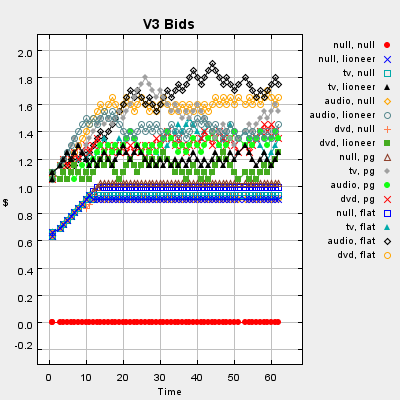 V3 Bids
$
2.0
1.8
1.6
1.4
1.2
1.0
0.8
0.6
0.4
0.2
0.0
-0.2
0 10 20 30 40 50 60
Time
null, null
null, lioneer
tv, null
tv, lioneer
audio, null
audio, lioneer
dvd, null
dvd, lioneer
null, pg
tv, pg
audio, pg
dvd, pg
null, flat
tv, flat
audio, flat
dvd, flat